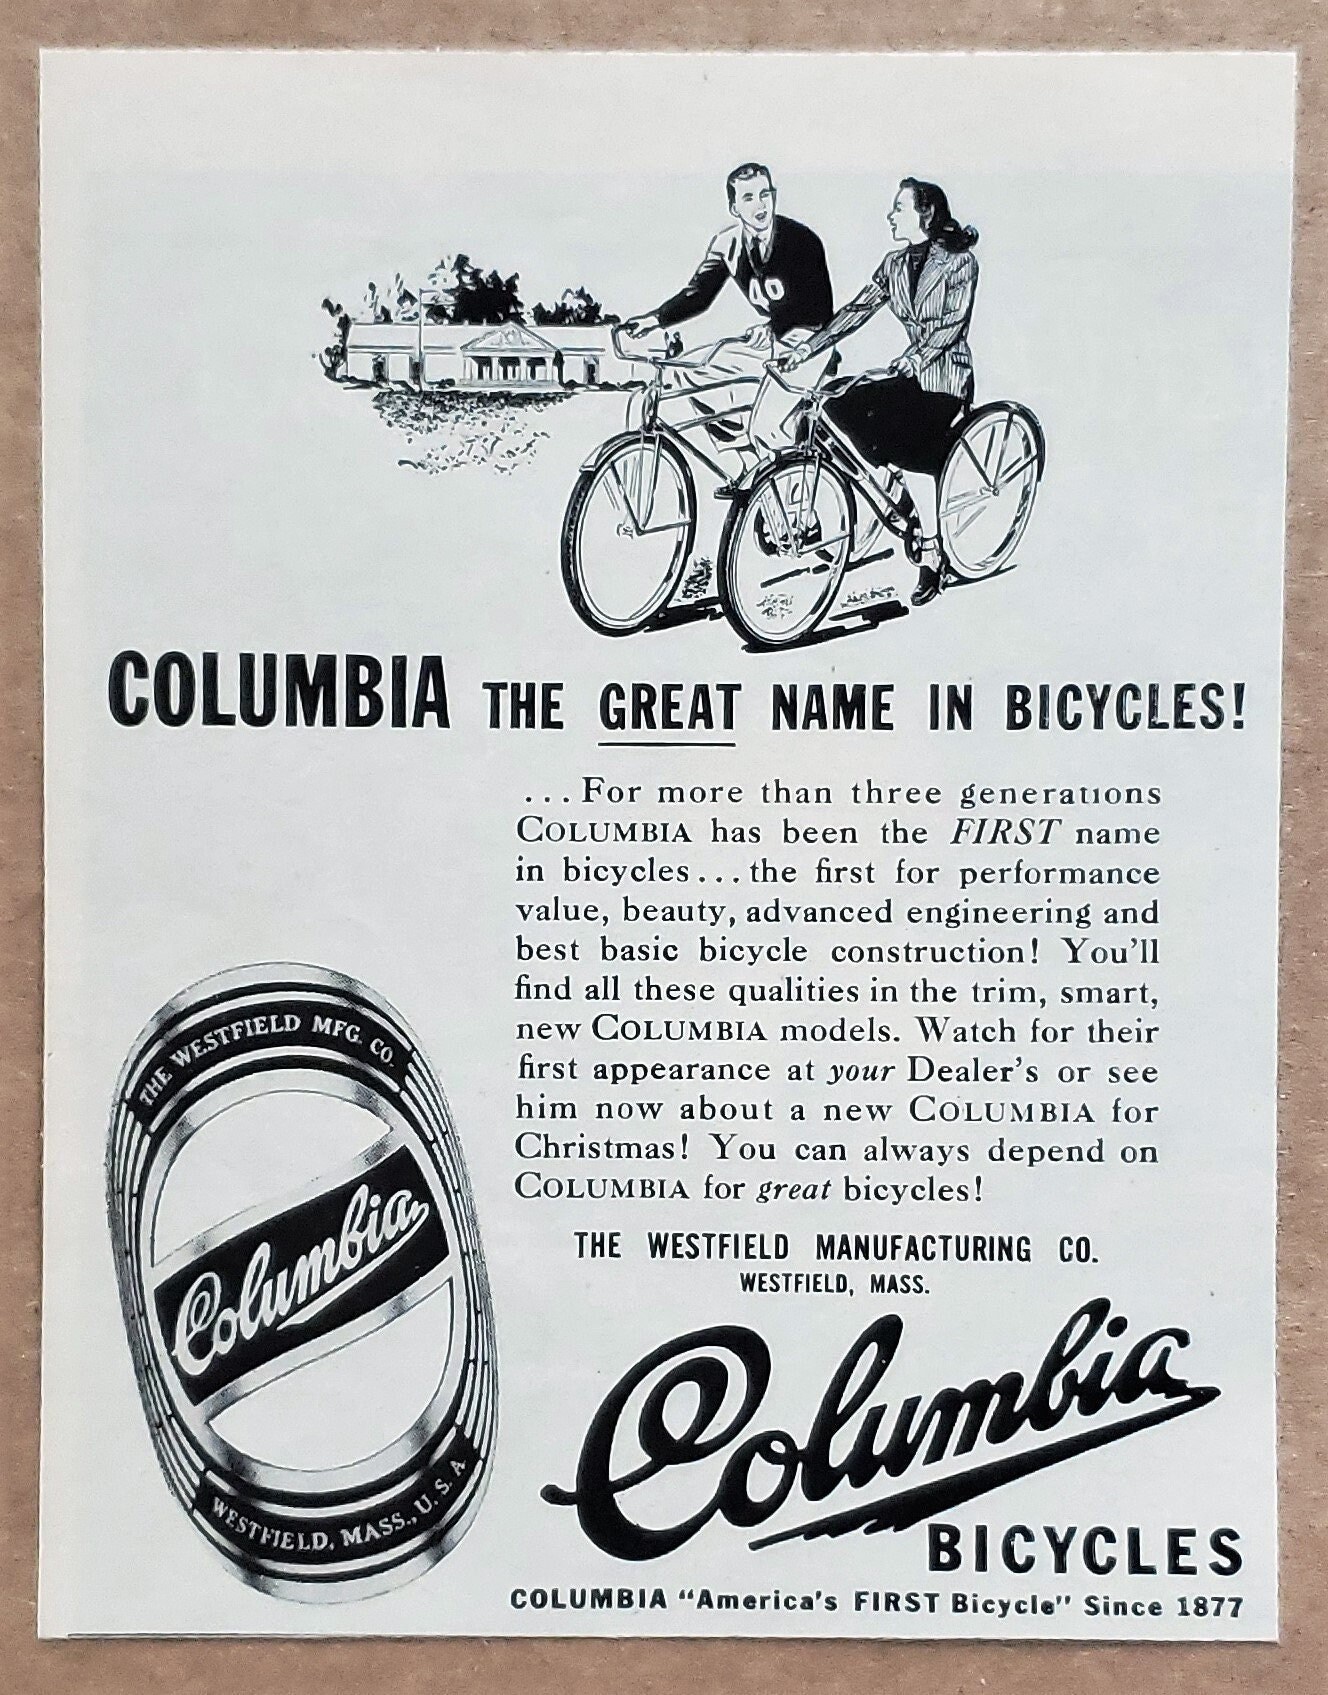 40
COLUMBIA THE GREAT NAME IN BICYCLES!
... For more than three generations
COLUMBIA has been the FIRST name
in bicycles... the first for performance
value, beauty, advanced engineering and
best basic bicycle construction! You'll
find all these qualities in the trim, smart,
new COLUMBIA models. Watch for their
first appearance at your Dealer's or see
him now about a new COLUMBIA for
Christmas! You can always depend on
COLUMBIA for great bicycles!
THE WESTFIELD MANUFACTURING CO.
WESTFIELD, MASS.
THE WESTFIELD MFG. CO.
Columbia
WESTFIELD, MASS., U.S.A
Columbia
BICYCLES
COLUMBIA "America's FIRST Bicycle" Since 1877